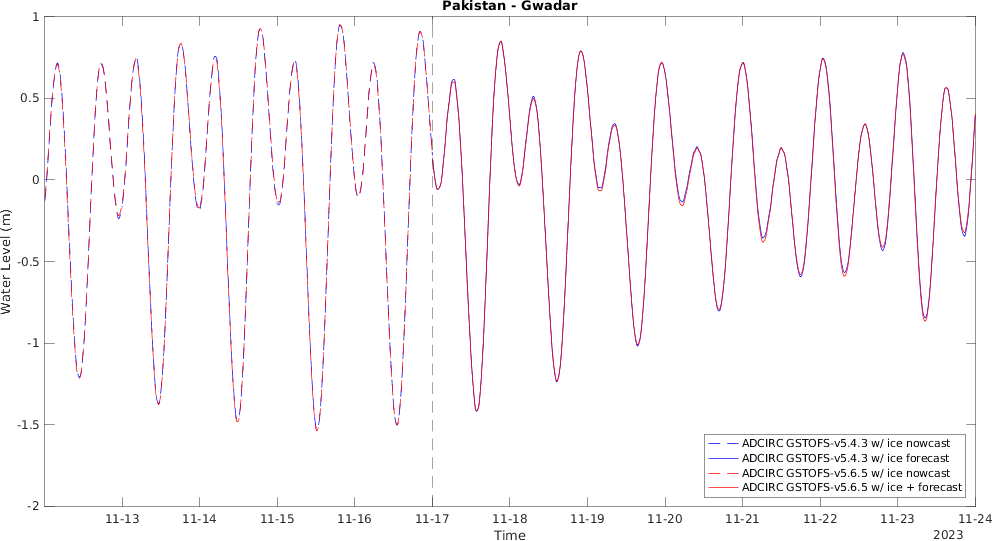 Pakistan - Gwadar
Water Level (m)
1
0.5
0
-0.5
-1
-1.5
-2
ADCIRC GSTOFS-v5.4.3 w/ ice nowcast
ADCIRC GSTOFS-v5.4.3 w/ ice forecast
ADCIRC GSTOFS-v5.6.5 w/ ice nowcast
ADCIRC GSTOFS-v5.6.5 w/ ice + forecast
11-13 11-14 11-15 11-16 11-17 11-18 11-19 11-20 11-21 11-22 11-23 11-24
Time
2023